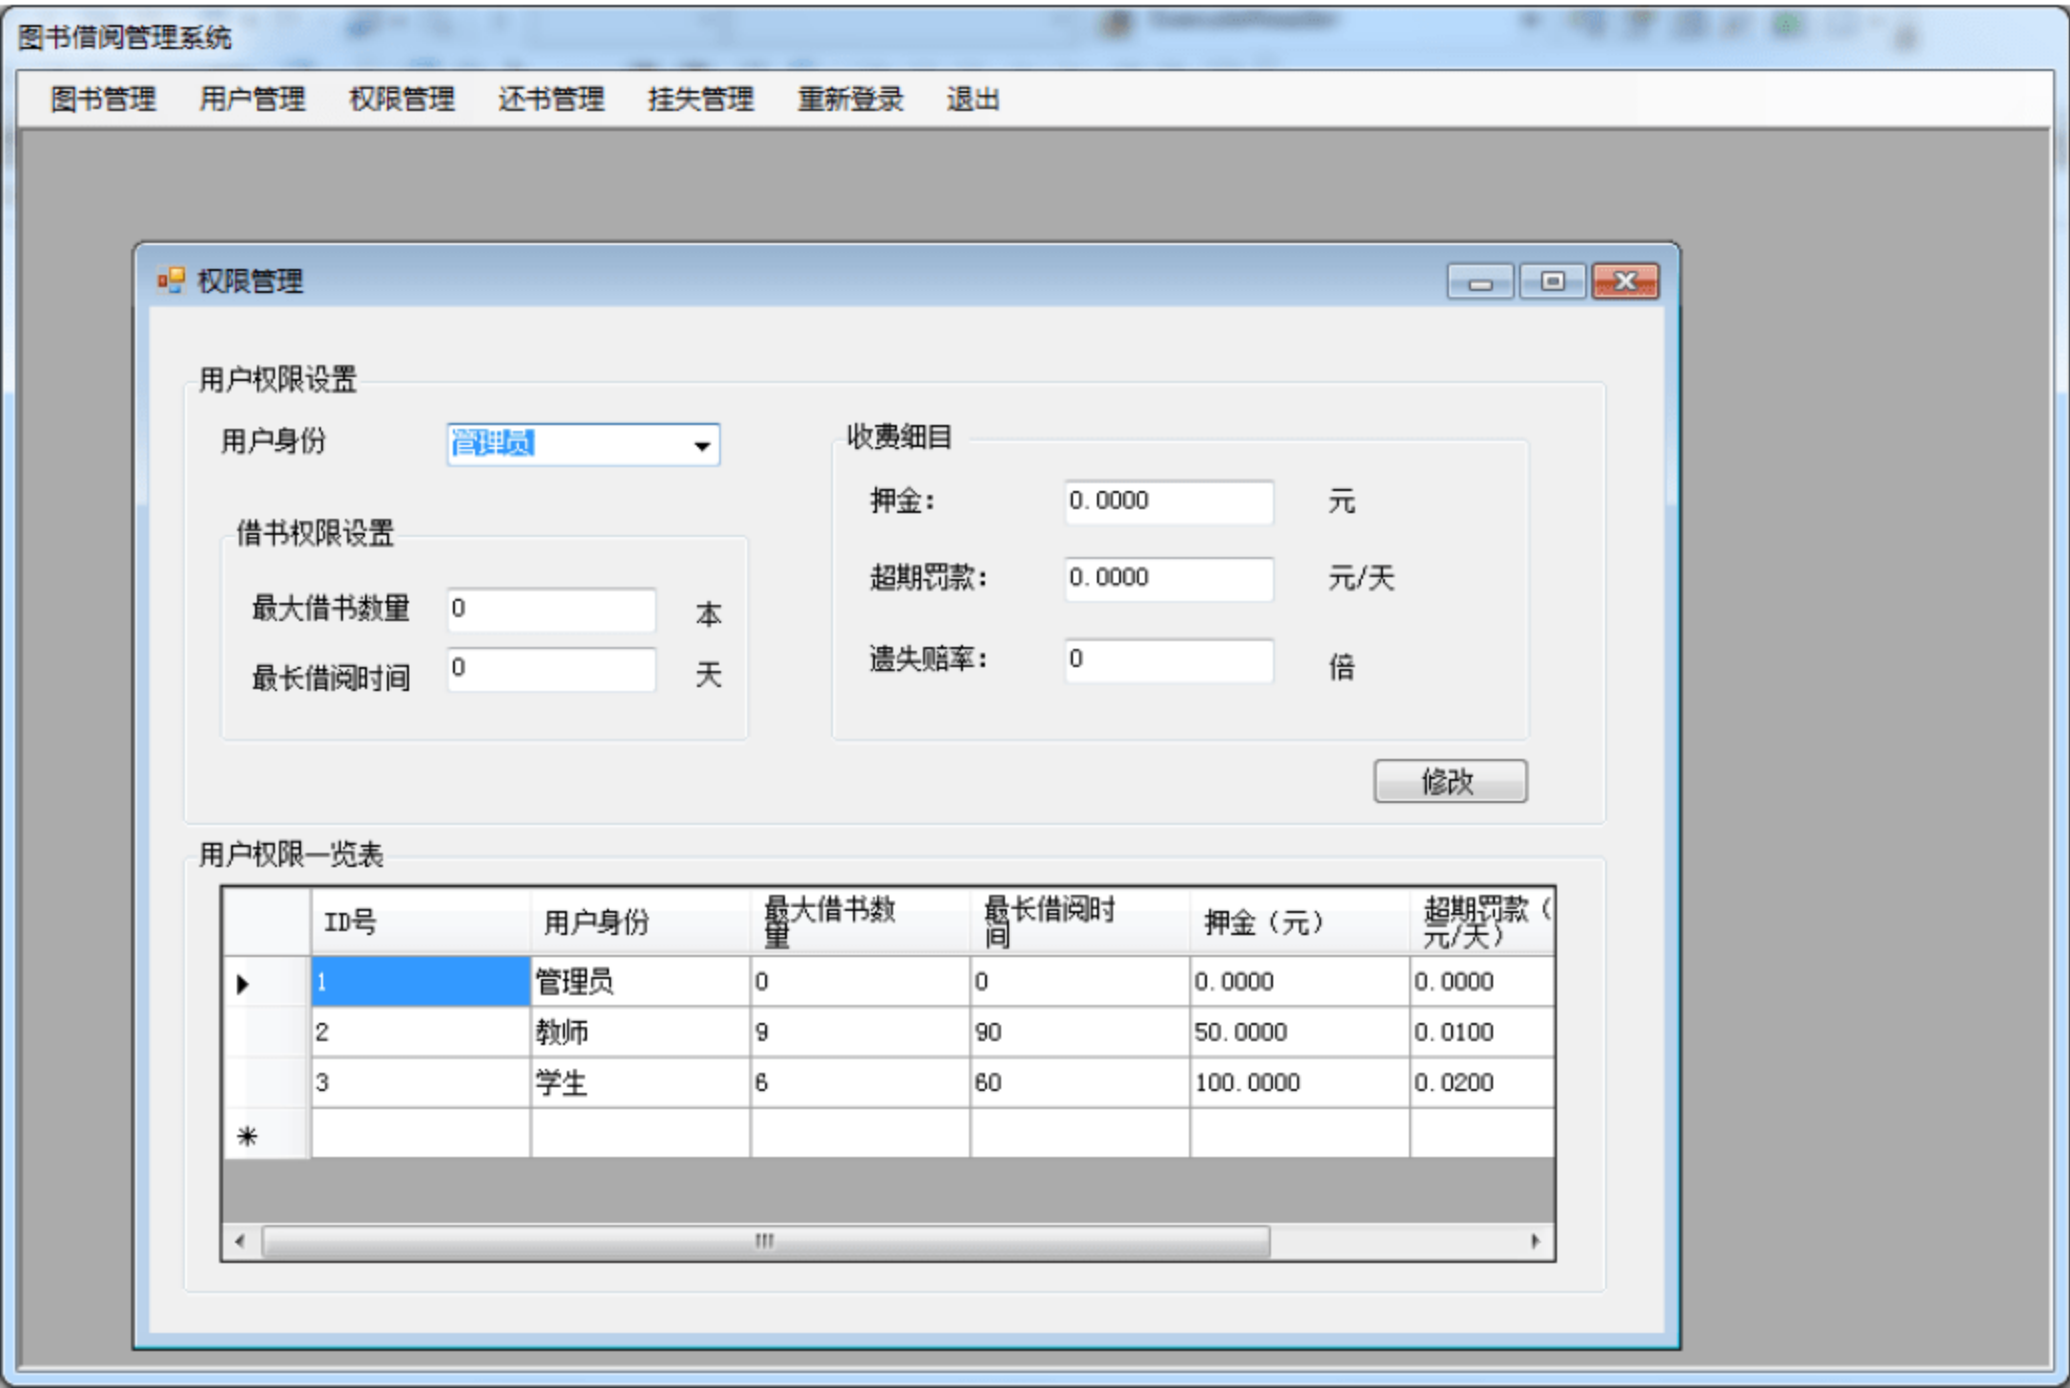 图书借阅管理系统
图书管理 用户管理 权限管理 还书管理 挂失管理 重新登录 退出
权限管理
用户权限设置
用户身份 管理员
借书权限设置
最大借书数量 0 本
最长借阅时间 0 天
收费细目
押金: 0.0000 元
超期罚款: 0.0000 元/天
遗失赔率: 0 倍
修改
用户权限一览表
ID号 用户身份 最大借书数量 最长借阅时间 押金（元） 超期罚款（元/天）
1 管理员 0 0 0.0000 0.0000
2 教师 9 90 50.0000 0.0100
3 学生 6 60 100.0000 0.0200